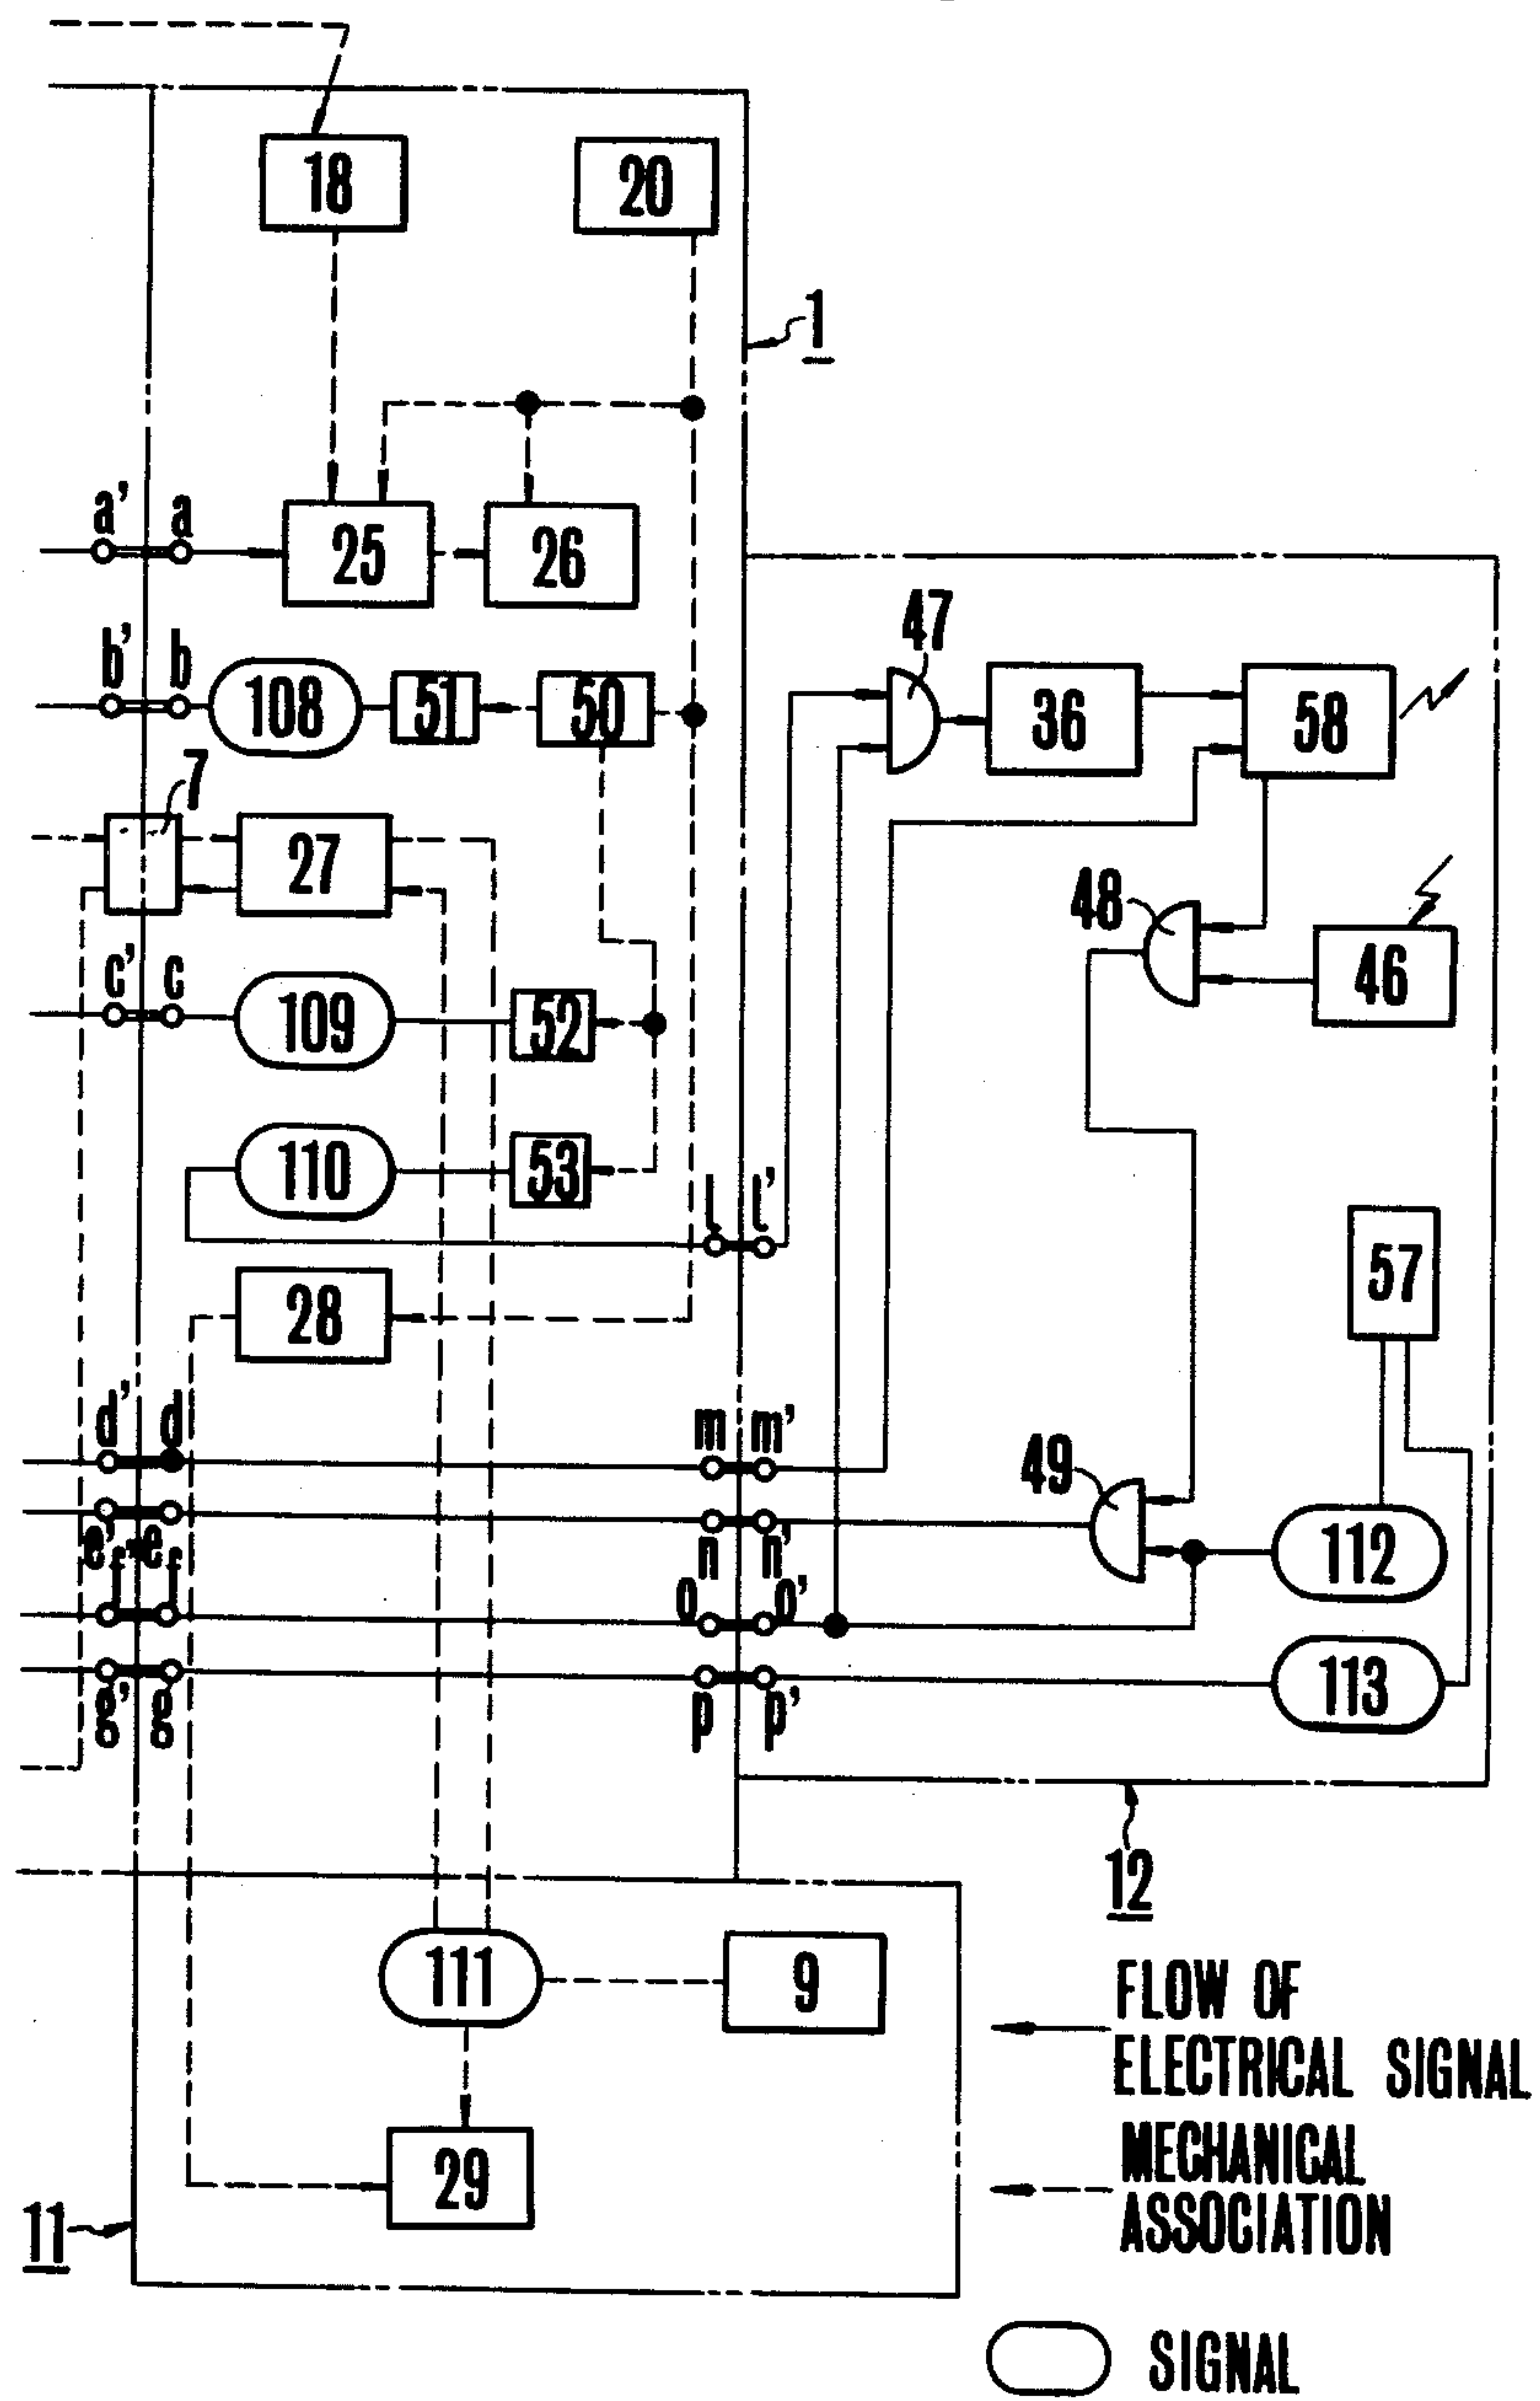 18
20
1
a' a
25
26
47
b' b
108
51
50
36
58
7
27
48
46
c' c
109
52
110
53
l l'
57
28
d' d
m m'
49
e' e
n n'
112
f' f
o o'
113
g' g
p p'
12
111
9
FLOW OF
ELECTRICAL SIGNAL
29
MECHANICAL
ASSOCIATION
11
SIGNAL